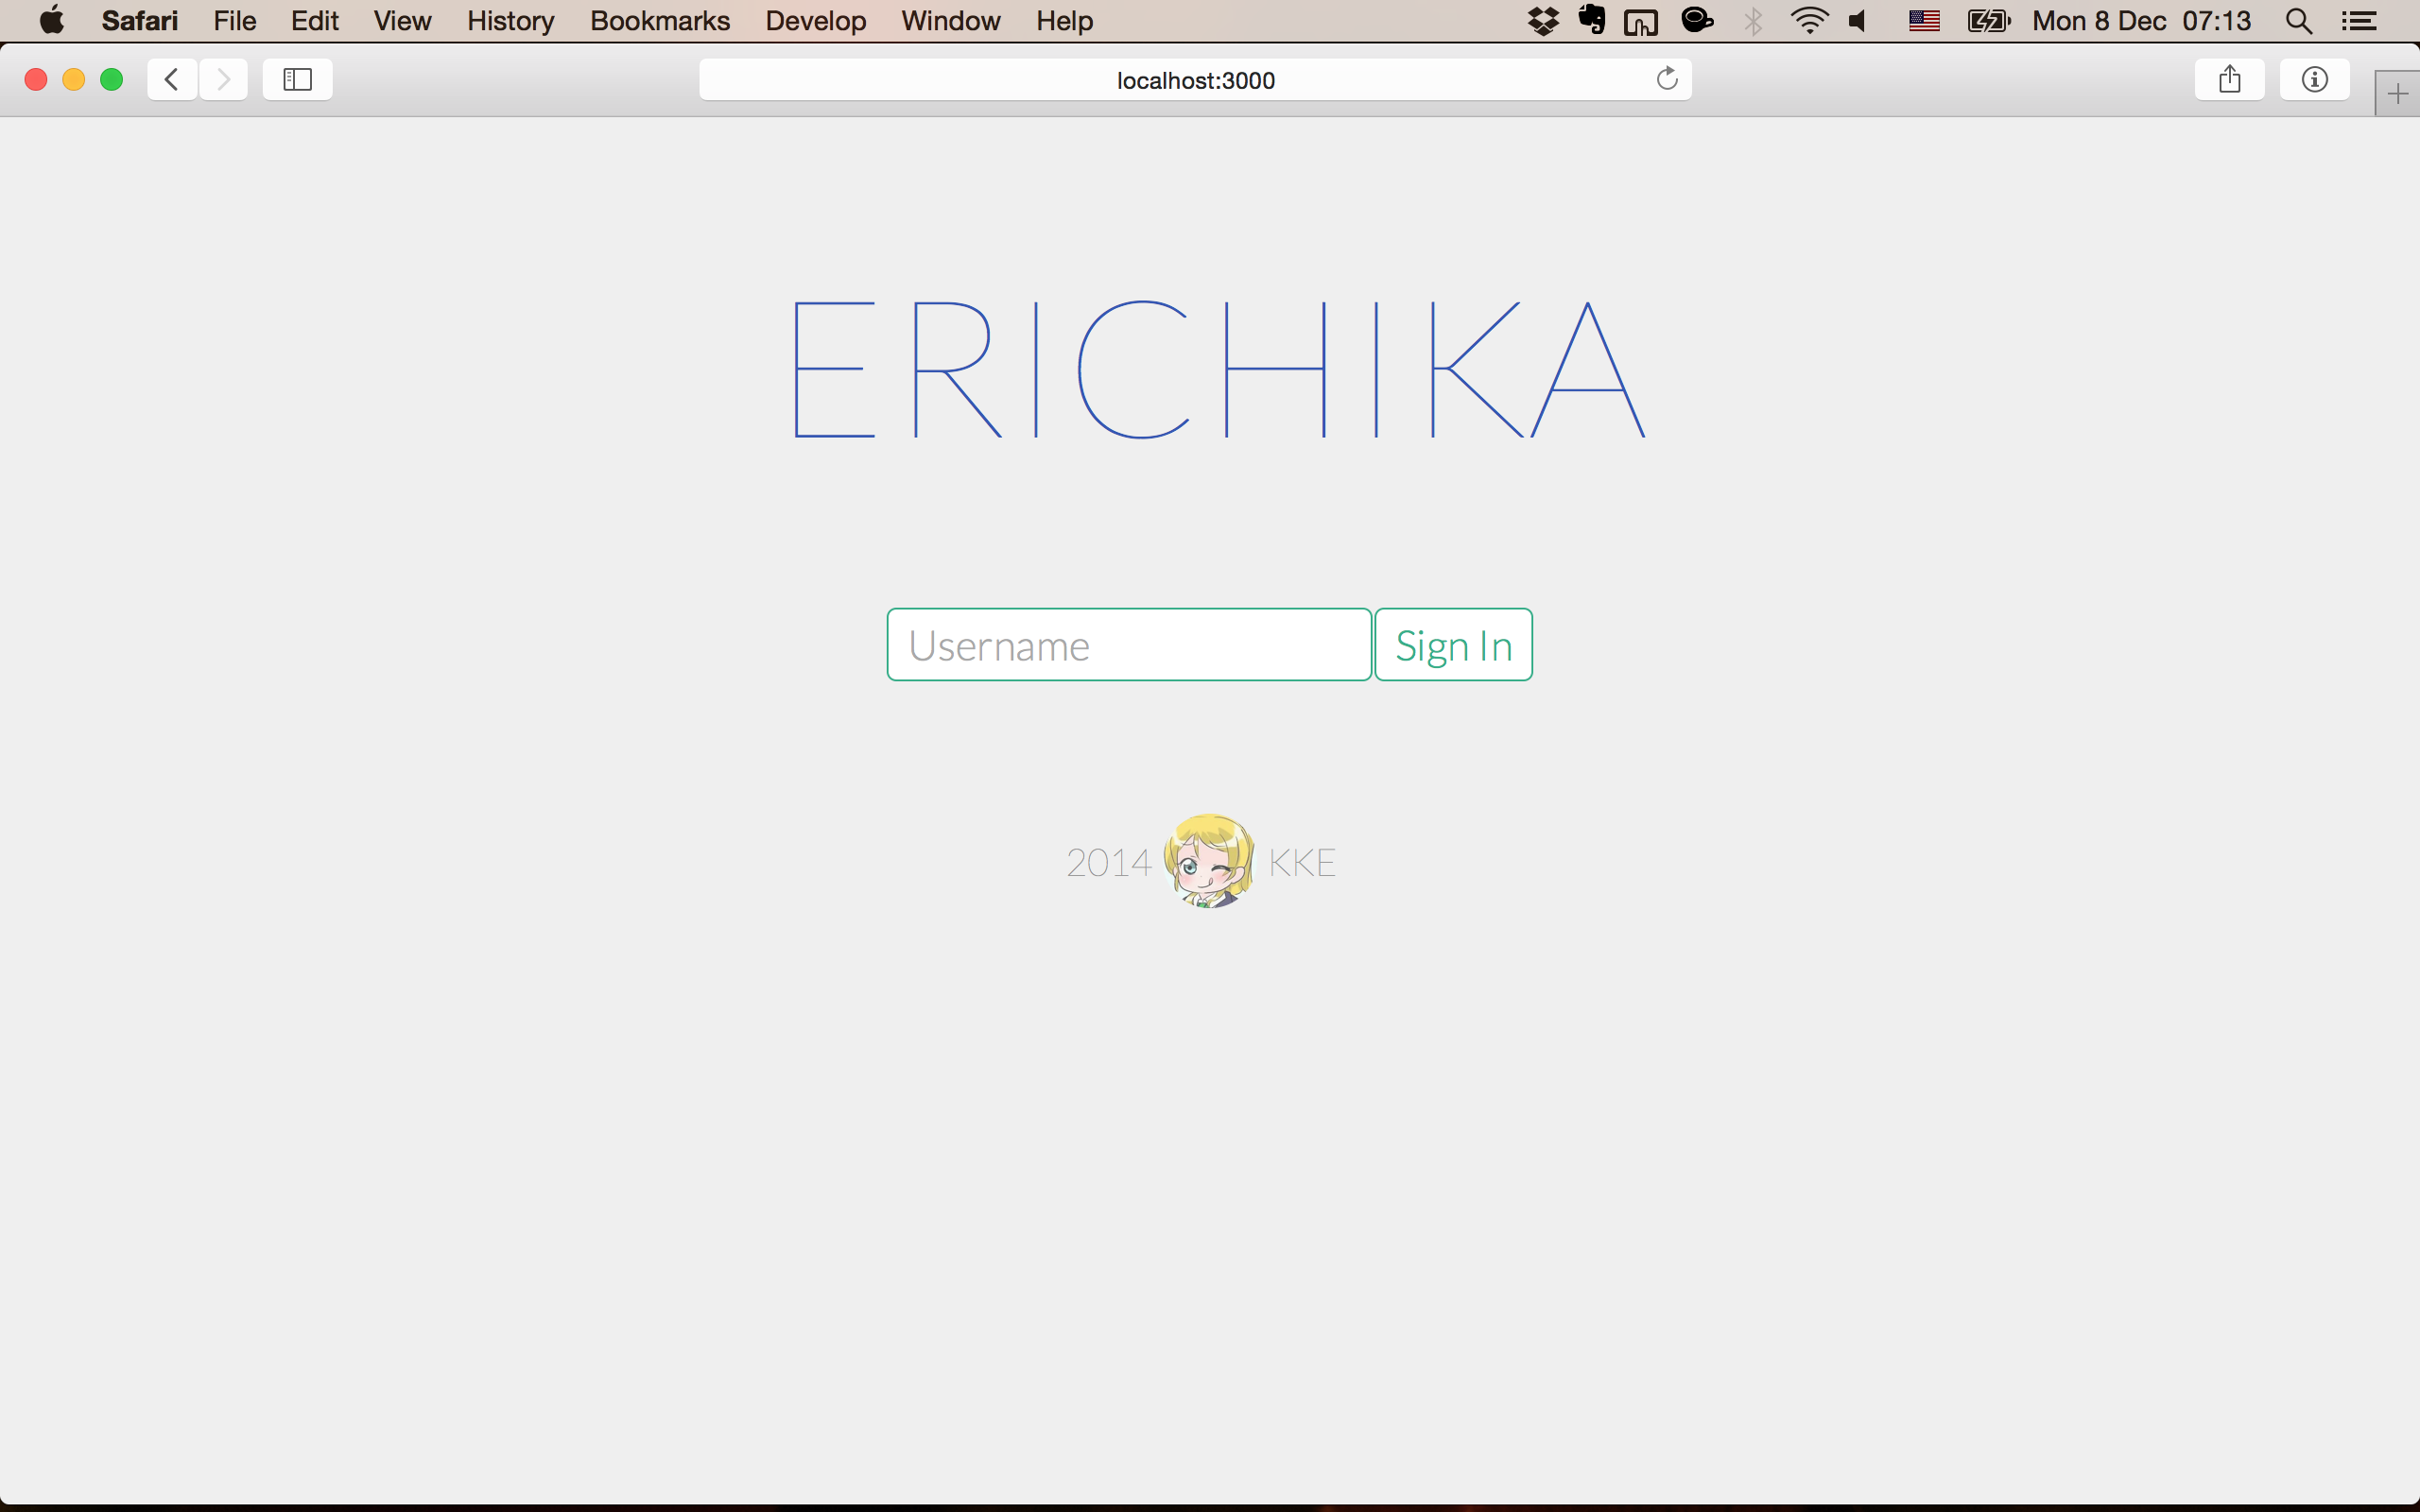 Safari File Edit View History Bookmarks Develop Window Help Mon 8 Dec 07:13
localhost:3000
ERICHIKA
Username Sign In
2014 KKE